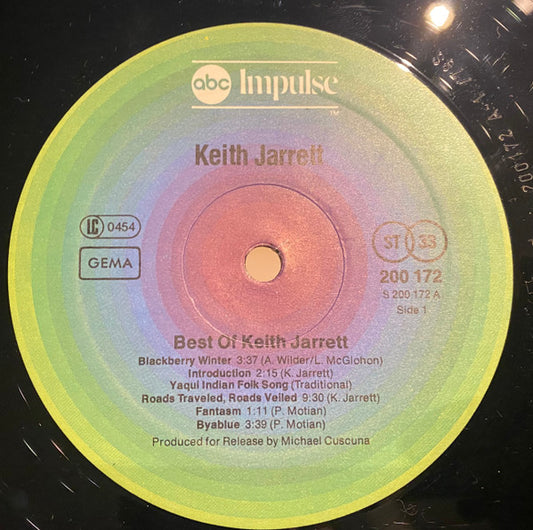 abc Impulse
TM
Keith Jarrett
LC 0454
GEMA
ST 33
200 172
S 200 172 A
Side 1
Best Of Keith Jarrett
Blackberry Winter 3:37 (A. Wilder/L. McGlohon)
Introduction 2:15 (K. Jarrett)
Yaqui Indian Folk Song (Traditional)
Roads Traveled, Roads Veiled 9:30 (K. Jarrett)
Fantasm 1:11 (P. Motian)
Byablue 3:39 (P. Motian)
Produced for Release by Michael Cuscuna
200172 A